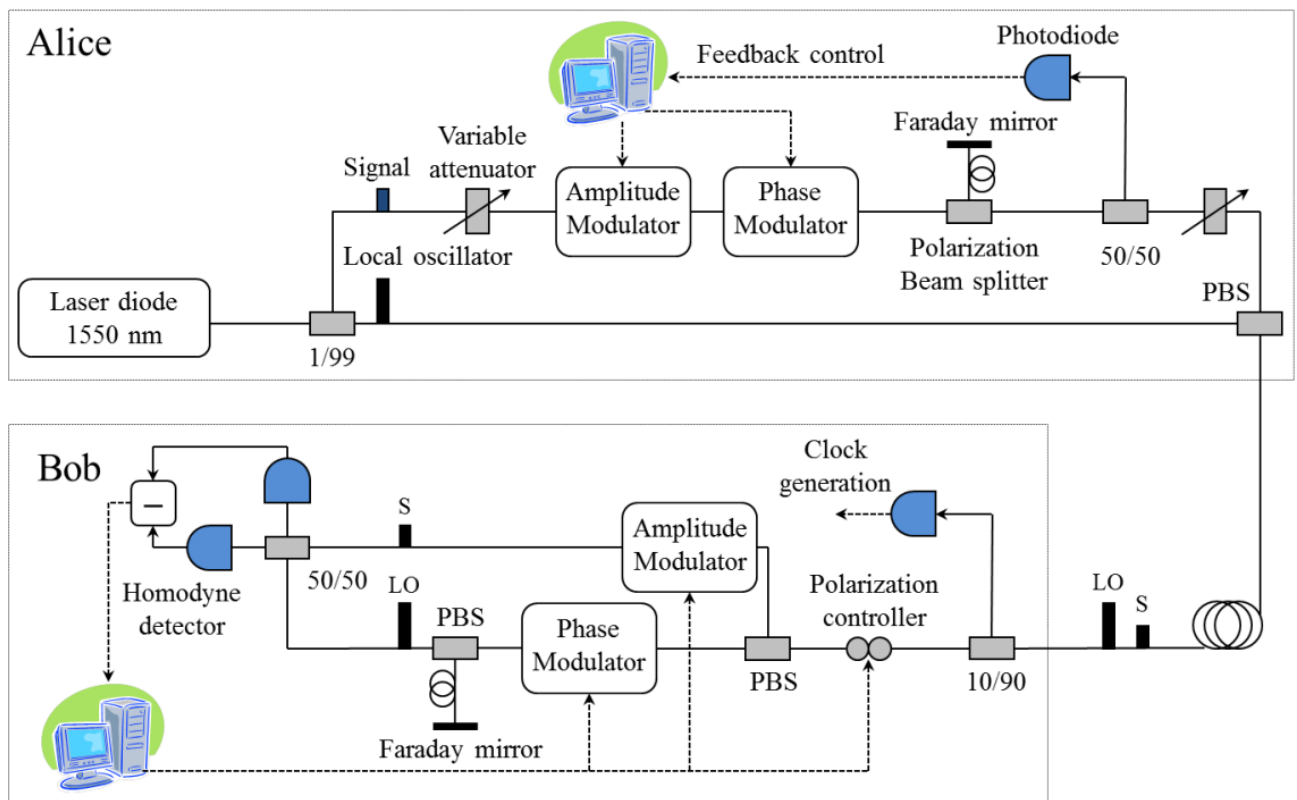 Alice
Feedback control
Photodiode
Faraday mirror
Variable
attenuator
Signal
Amplitude
Modulator
Phase
Modulator
Local oscillator
Polarization
Beam splitter
50/50
PBS
Laser diode
1550 nm
1/99
Bob
Clock
generation
S
Amplitude
Modulator
–
50/50
Homodyne
detector
LO
PBS
Phase
Modulator
Polarization
controller
LO
S
PBS
10/90
Faraday mirror